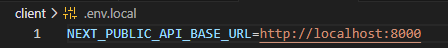 client > .env.local
1 NEXT_PUBLIC_API_BASE_URL=http://localhost:8000